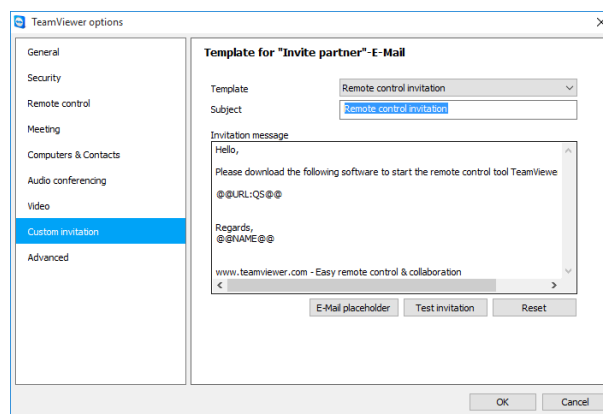 TeamViewer options
General
Security
Remote control
Meeting
Computers & Contacts
Audio conferencing
Video
Custom invitation
Advanced
Template for "Invite partner"-E-Mail
Template
Remote control invitation
Subject
Remote control invitation
Invitation message
Hello,
Please download the following software to start the remote control tool TeamViewe
@@URL:QS@@
Regards,
@@NAME@@
www.teamviewer.com - Easy remote control & collaboration
E-Mail placeholder
Test invitation
Reset
OK
Cancel